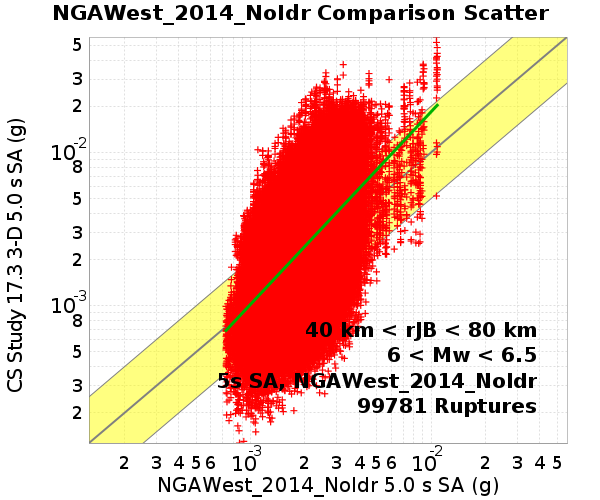 NGAWest_2014_NoIdr Comparison Scatter
CS Study 17.3 3-D 5.0 s SA (g)
5
3
2
10-2
8
5
3
2
10-3
8
5
3
2
40 km < rJB < 80 km
6 < Mw < 6.5
5s SA, NGAWest_2014_NoIdr
99781 Ruptures
2 3 4 5 6 10-3 2 3 4 5 6 10-2 2 3 4 5
NGAWest_2014_NoIdr 5.0 s SA (g)